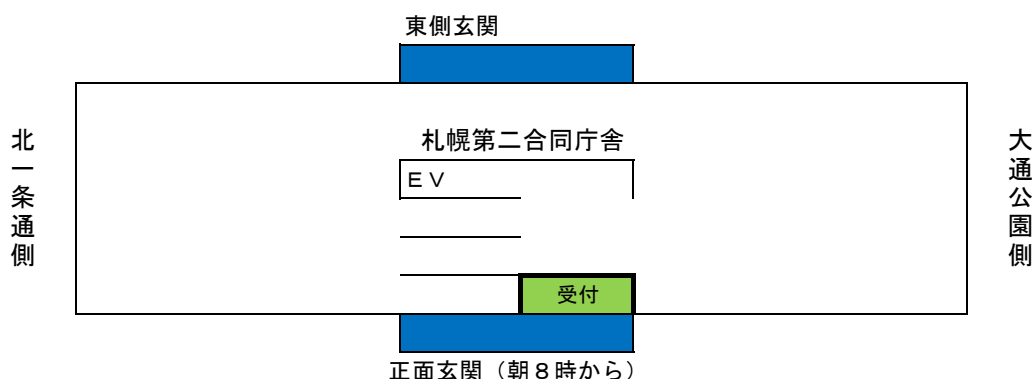 東側玄関
北一条通側
札幌第二合同庁舎
ＥＶ
大通公園側
受付
正面玄関（朝８時から）